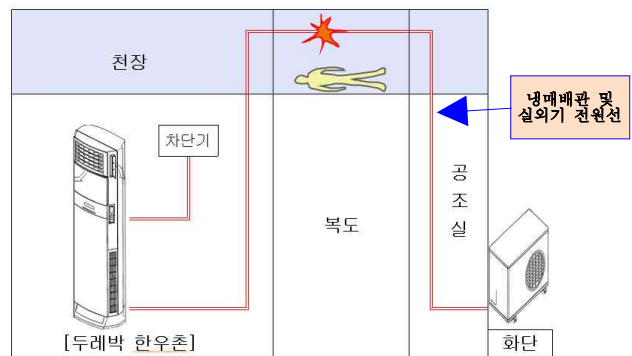 천장
냉매배관 및
실외기 전원선
차단기
공
조
실
복도
[두레박 한우촌]
화단